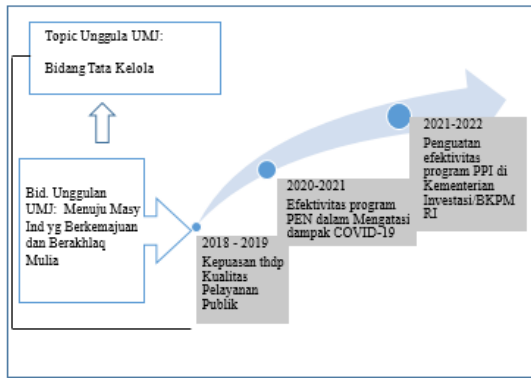 Topic Unggula UMJ:
Bidang Tata Kelola
Bid. Unggulan
UMJ: Menuju Masy
Ind yg Berkemajuan
dan Berakhlaq
Mulia
2018 - 2019
Kepuasan thdp
Kualitas
Pelayanan
Publik
2020-2021
Efektivitas program
PEN dalam Mengatasi
dampak COVID-19
2021-2022
Penguatan
efektivitas
program PPI di
Kementerian
Investasi/BKPM
RI